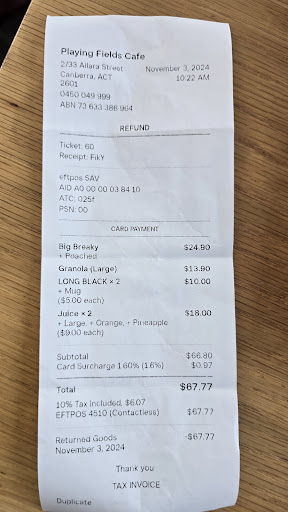 Playing Fields Cafe
2/33 Allara Street
November 3, 2024
Canberra, ACT
10:22 AM
2601
0450 049 999
ABN 73 633 386 964
REFUND
Ticket: 60
Receipt: FikY
eftpos SAV
AID A0 00 00 03 84 10
ATC: 025f
PSN: 00
CARD PAYMENT
Big Breaky $24.90
+ Poached
Granola (Large) $13.90
LONG BLACK × 2 $10.00
+ Mug
($5.00 each)
Juice × 2 $18.00
+ Large, + Orange, + Pineapple
($9.00 each)
Subtotal $66.80
Card Surcharge 1.60% (1.6%) $0.97
Total $67.77
10% Tax included, $6.07
EFTPOS 4510 (Contactless) $67.77
Returned Goods -$67.77
November 3, 2024
Thank you
TAX INVOICE
Duplicate